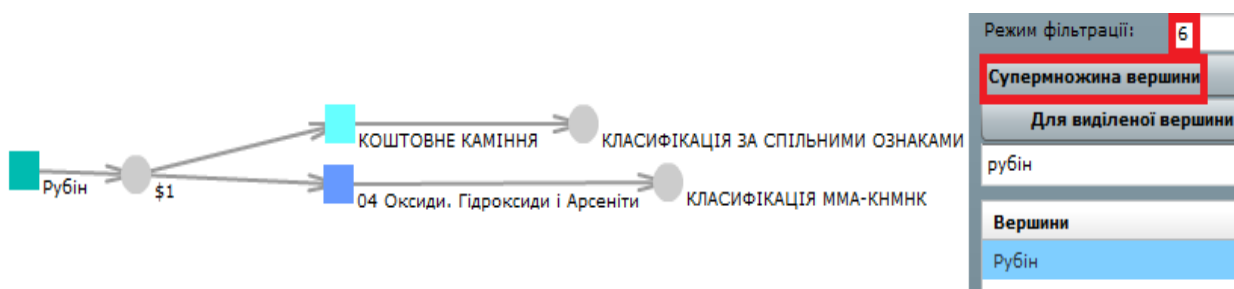 Рубін
$1
КОШТОВНЕ КАМІННЯ
КЛАСИФІКАЦІЯ ЗА СПІЛЬНИМИ ОЗНАКАМИ
04 Оксиди. Гідроксиди і Арсеніти
КЛАСИФІКАЦІЯ ММА-КНМНК
Режим фільтрації: 6
Супермножина вершини
Для виділеної вершини
рубін
Вершини
Рубін